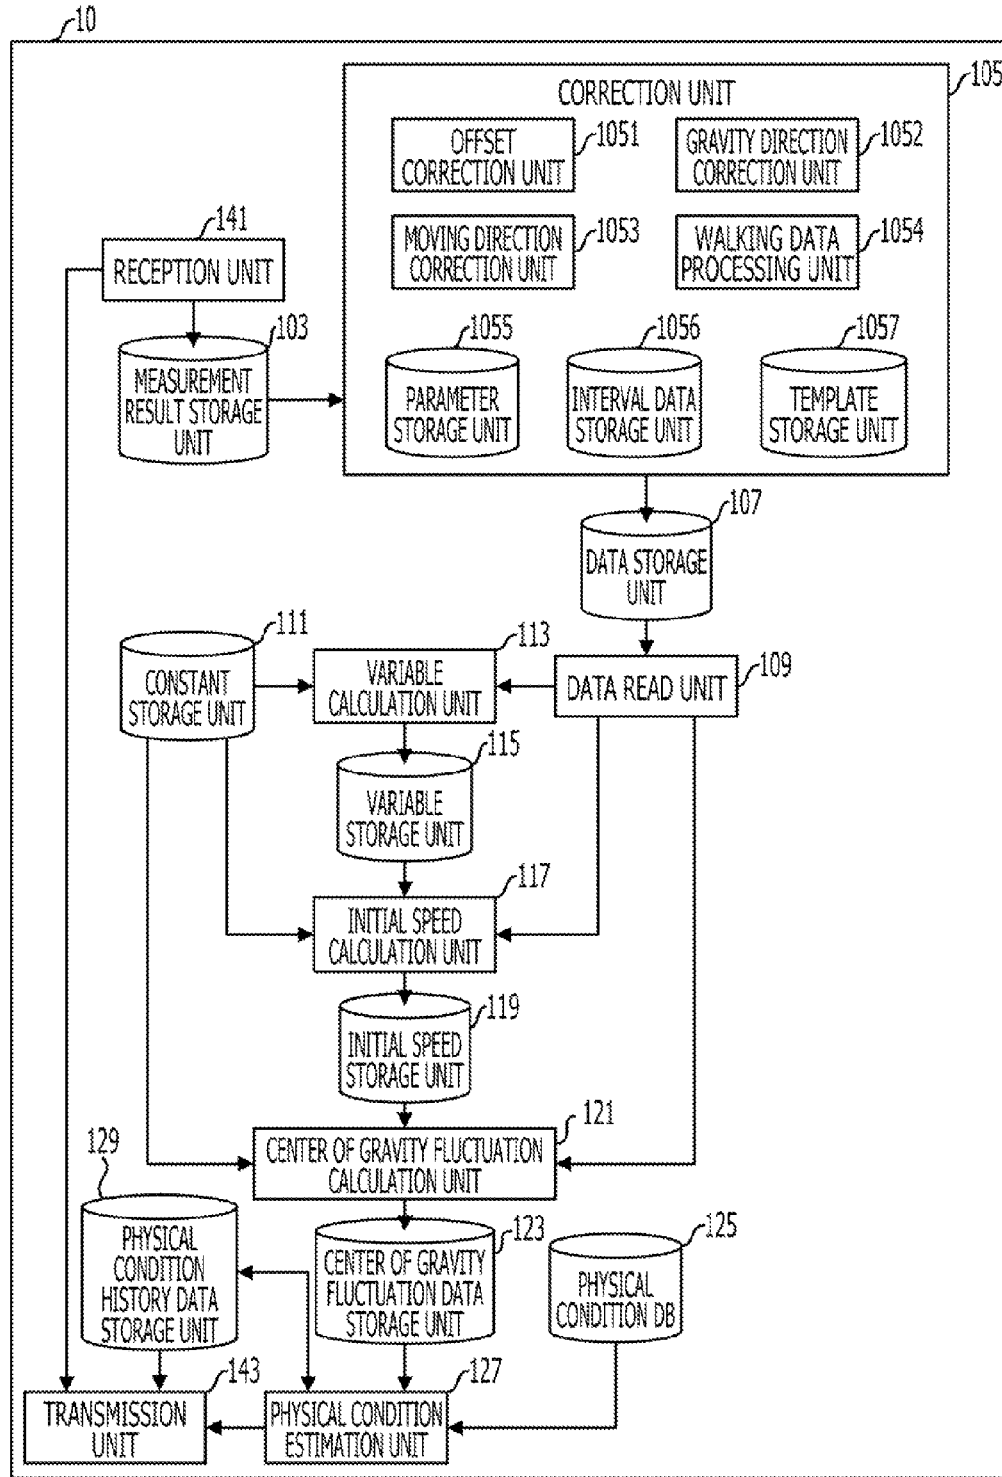 10
105
CORRECTION UNIT
1051
OFFSET
CORRECTION UNIT
1052
GRAVITY DIRECTION
CORRECTION UNIT
1053
MOVING DIRECTION
CORRECTION UNIT
1054
WALKING DATA
PROCESSING UNIT
141
RECEPTION UNIT
103
MEASUREMENT
RESULT STORAGE
UNIT
1055
PARAMETER
STORAGE UNIT
1056
INTERVAL DATA
STORAGE UNIT
1057
TEMPLATE
STORAGE UNIT
107
DATA STORAGE
UNIT
111
CONSTANT
STORAGE UNIT
113
VARIABLE
CALCULATION UNIT
109
DATA READ UNIT
115
VARIABLE
STORAGE UNIT
117
INITIAL SPEED
CALCULATION UNIT
119
INITIAL SPEED
STORAGE UNIT
121
CENTER OF GRAVITY FLUCTUATION
CALCULATION UNIT
129
PHYSICAL
CONDITION
HISTORY DATA
STORAGE UNIT
123
CENTER OF GRAVITY
FLUCTUATION DATA
STORAGE UNIT
125
PHYSICAL
CONDITION DB
143
TRANSMISSION
UNIT
127
PHYSICAL CONDITION
ESTIMATION UNIT